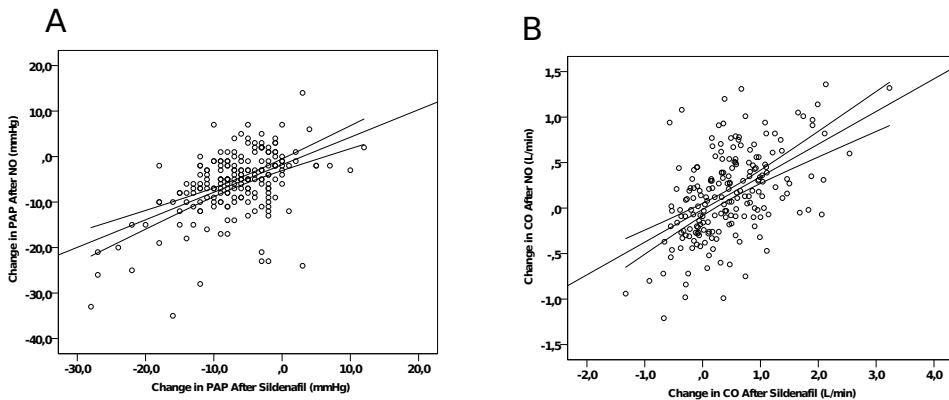 A
20,0
10,0
,0
-10,0
-20,0
-30,0
-40,0
Change in PAP After NO (mmHg)
-30,0 -20,0 -10,0 ,0 10,0 20,0
Change in PAP After Sildenafil (mmHg)
B
1,5
1,0
,5
,0
-,5
-1,0
-1,5
Change in CO After NO (L/min)
-2,0 -1,0 ,0 1,0 2,0 3,0 4,0
Change in CO After Sildenafil (L/min)